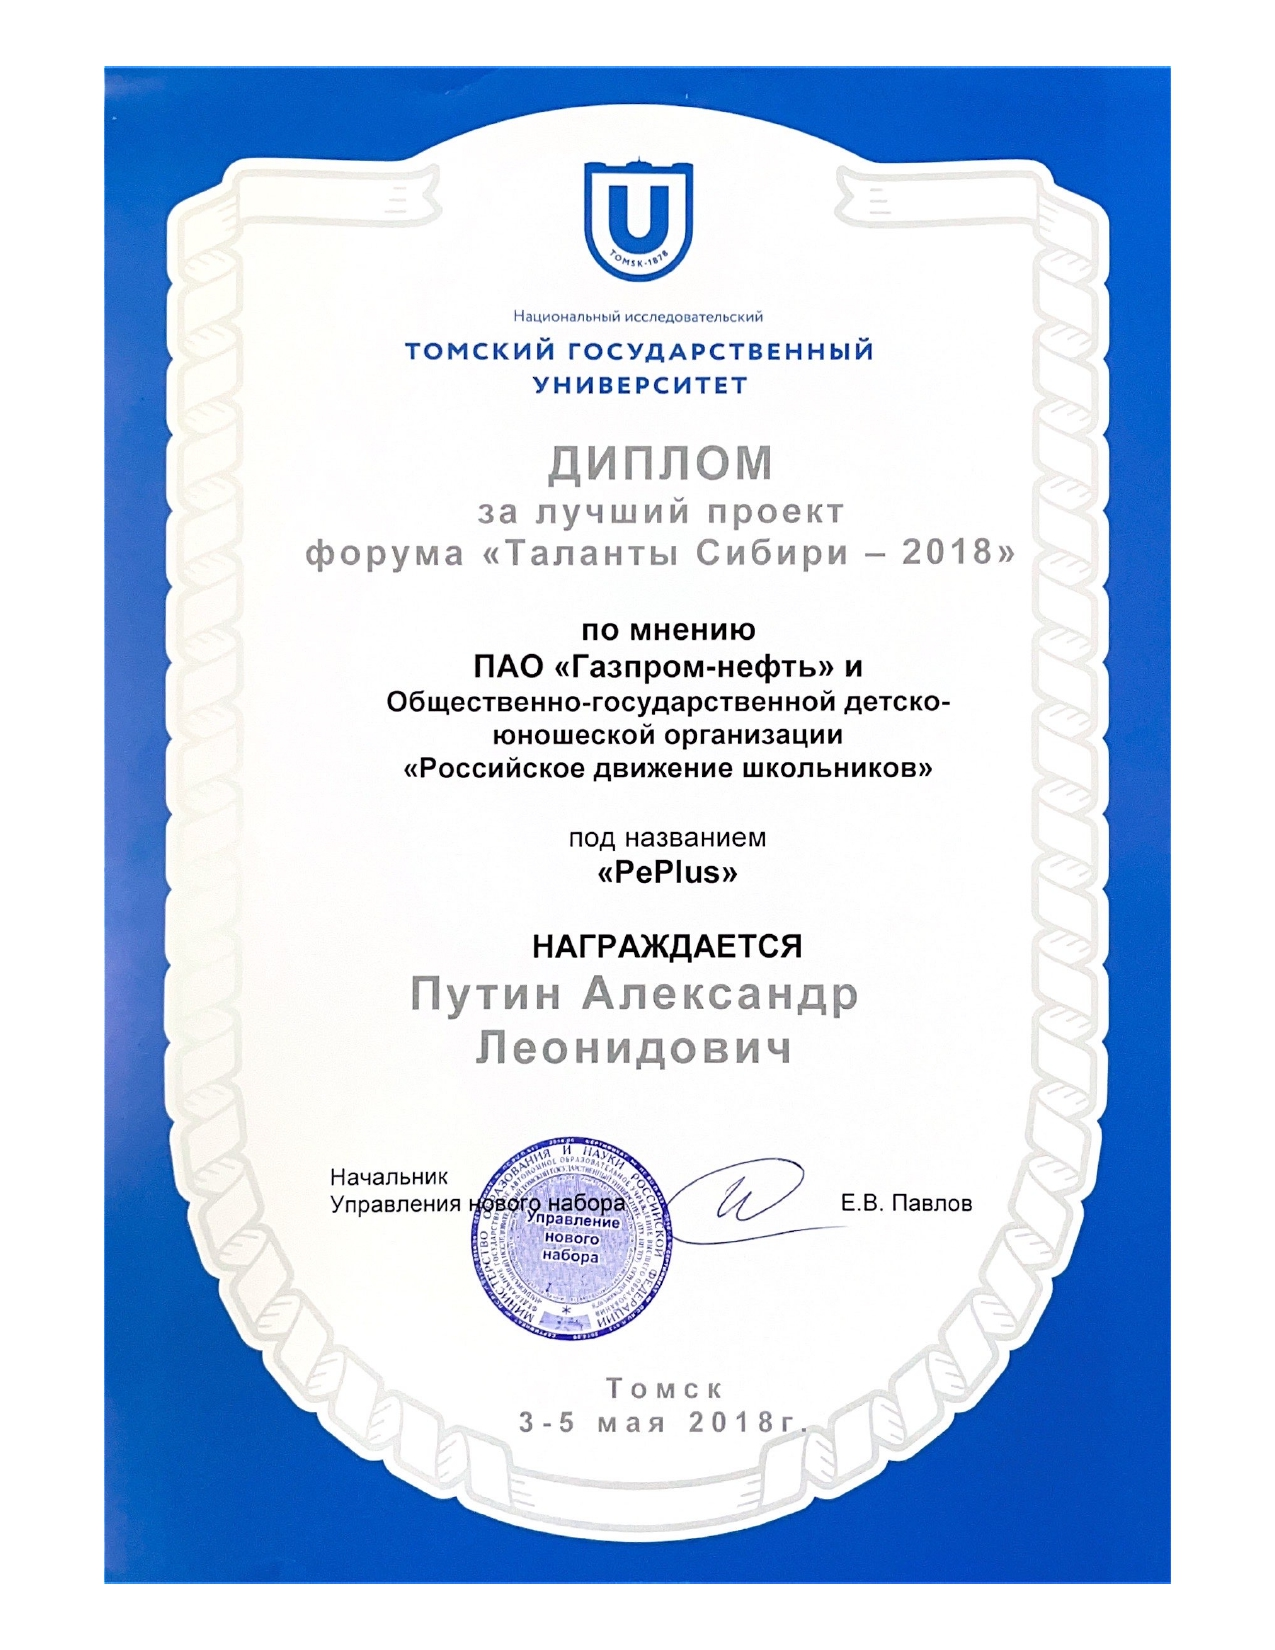 U
TOMSK-1878
Национальный исследовательский
ТОМСКИЙ ГОСУДАРСТВЕННЫЙ
УНИВЕРСИТЕТ
ДИПЛОМ
за лучший проект
форума «Таланты Сибири – 2018»
по мнению
ПАО «Газпром-нефть» и
Общественно-государственной детско-
юношеской организации
«Российское движение школьников»
под названием
«PePlus»
НАГРАЖДАЕТСЯ
Путин Александр
Леонидович
Начальник
Управления нового набора
Е.В. Павлов
МИНИСТЕРСТВО ОБРАЗОВАНИЯ И НАУКИ РОССИЙСКОЙ ФЕДЕРАЦИИ
Управление
нового
набора
Томск
3-5 мая 2018г.